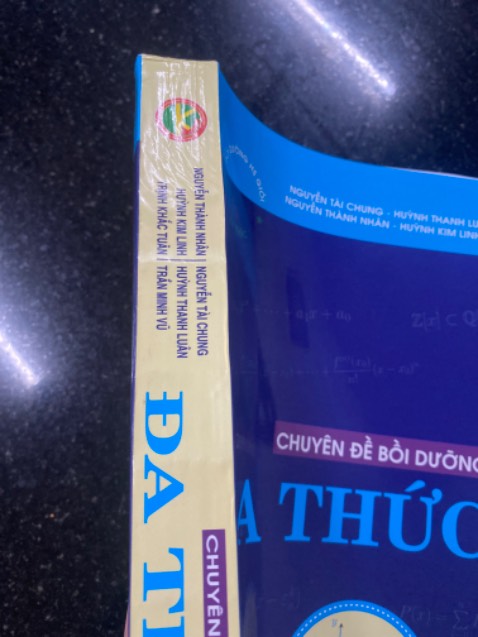 NGUYỄN THÀNH NHÂN | NGUYỄN TÀI CHUNG
HUỲNH KIM LINH | HUỲNH THANH LUÂN
TRỊNH KHẮC TUÂN | TRẦN MINH VŨ
ĐA T
CHUYÊN
NGUYỄN TÀI CHUNG - HUỲNH THANH LU
NGUYỄN THÀNH NHÂN - HUỲNH KIM LINH
CHUYÊN ĐỀ BỒI DƯỠNG
A THỨC